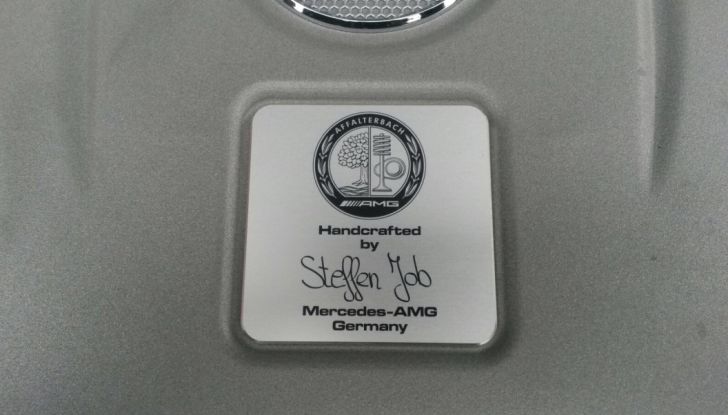 AFFALTERBACH
AMG
Handcrafted
by
Steffen Job
Mercedes-AMG
Germany